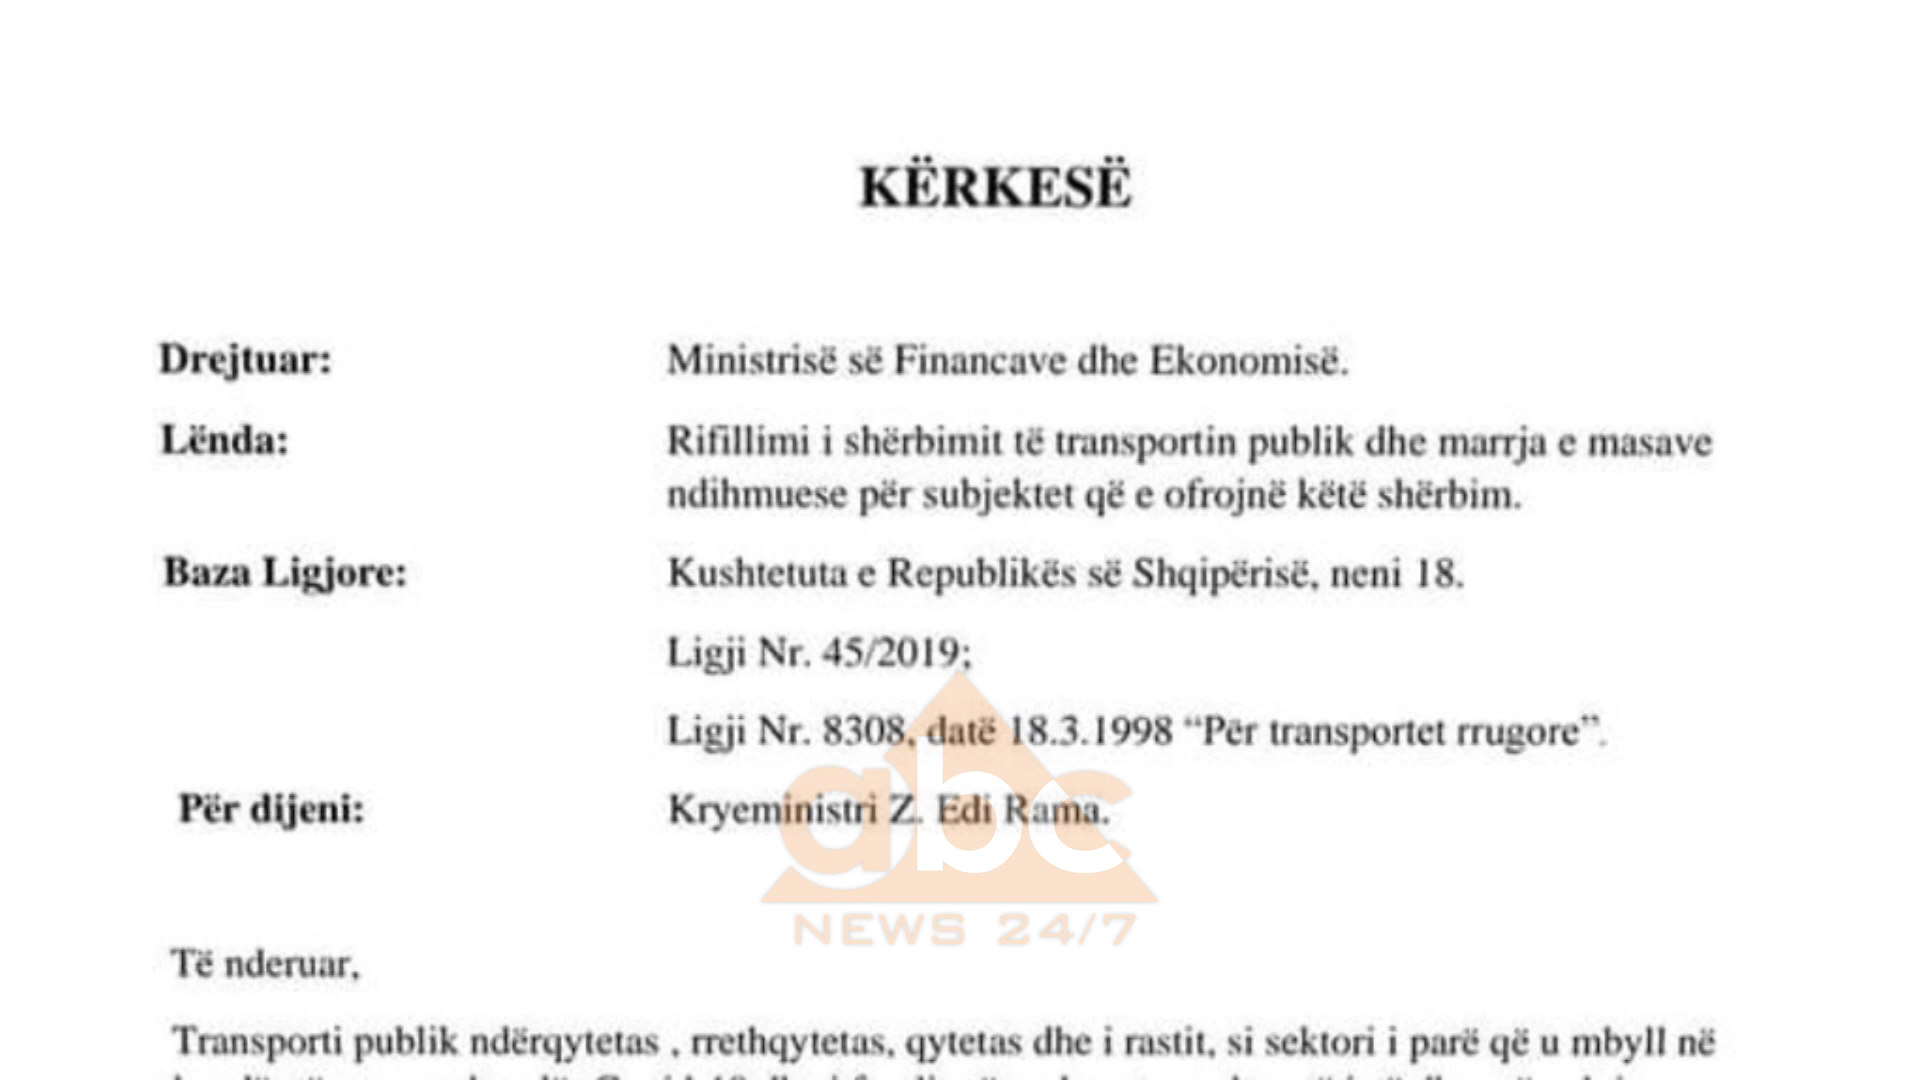 KËRKESË
Drejtuar: Ministrisë së Financave dhe Ekonomisë.
Lënda: Rifillimi i shërbimit të transportin publik dhe marrja e masave
ndihmuese për subjektet që e ofrojnë këtë shërbim.
Baza Ligjore: Kushtetuta e Republikës së Shqipërisë, neni 18.
Ligji Nr. 45/2019;
Ligji Nr. 8308, datë 18.3.1998 “Për transportet rrugore”.
Për dijeni: Kryeministri Z. Edi Rama.
abc
NEWS 24/7
Të nderuar,
Transporti publik ndërqytetas , rrethqytetas, qytetas dhe i rastit, si sektori i parë që u mbyll në